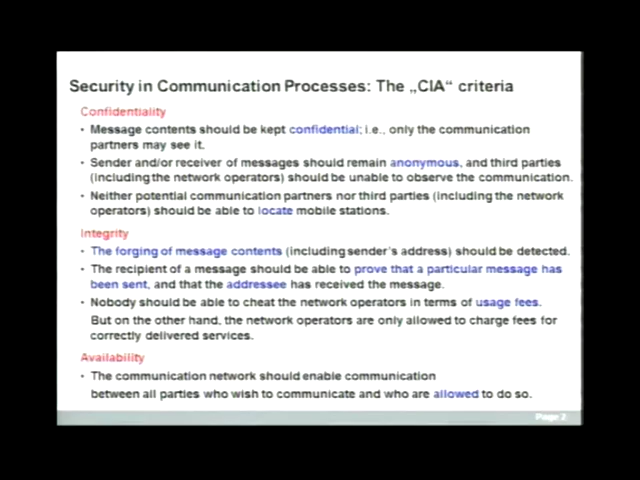 Security in Communication Processes: The „CIA“ criteria
Confidentiality
• Message contents should be kept confidential; i.e., only the communication
partners may see it.
• Sender and/or receiver of messages should remain anonymous, and third parties
(including the network operators) should be unable to observe the communication.
• Neither potential communication partners nor third parties (including the network
operators) should be able to locate mobile stations.
Integrity
• The forging of message contents (including sender's address) should be detected.
• The recipient of a message should be able to prove that a particular message has
been sent, and that the addressee has received the message.
• Nobody should be able to cheat the network operators in terms of usage fees.
But on the other hand, the network operators are only allowed to charge fees for
correctly delivered services.
Availability
• The communication network should enable communication
between all parties who wish to communicate and who are allowed to do so.
Page 2